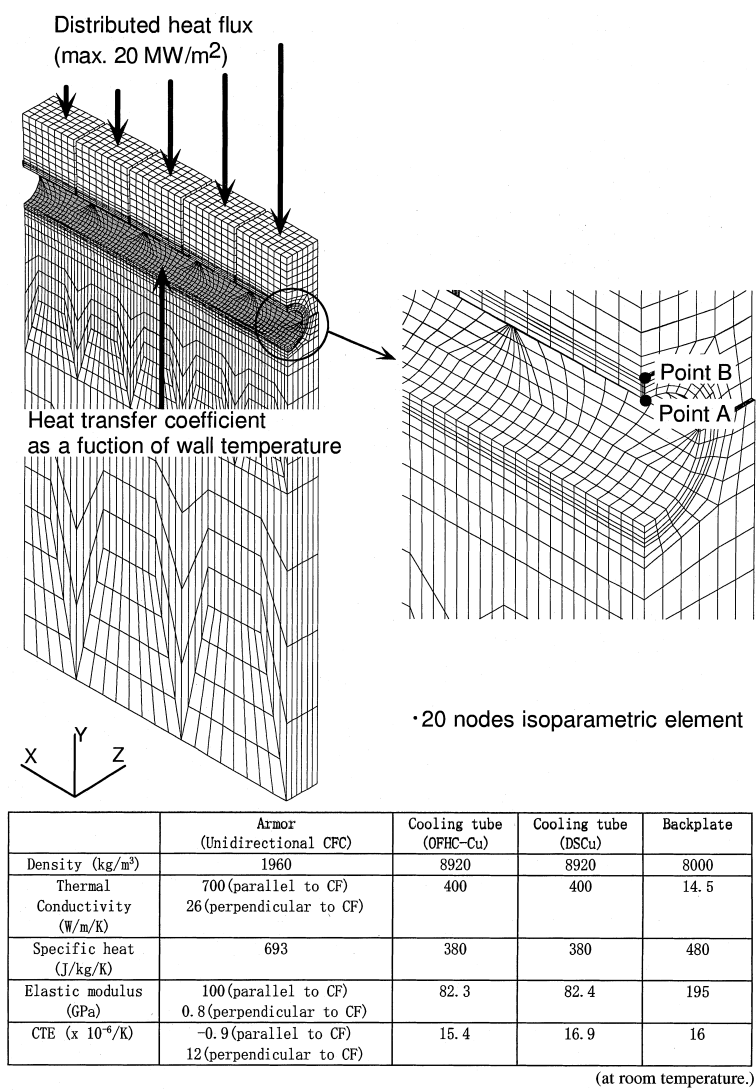 Distributed heat flux
(max. 20 MW/m2)
Heat transfer coefficient
as a fuction of wall temperature
Point B
Point A
・20 nodes isoparametric element
X Y Z
Armor Cooling tube Cooling tube Backplate
(Unidirectional CFC) (OFHC-Cu) (DSCu)
Density (kg/m³) 1960 8920 8920 8000
Thermal 700(parallel to CF) 400 400 14.5
Conductivity 26(perpendicular to CF)
(W/m/K)
Specific heat 693 380 380 480
(J/kg/K)
Elastic modulus 100(parallel to CF) 82.3 82.4 195
(GPa) 0.8(perpendicular to CF)
CTE (x 10⁻⁶/K) -0.9(parallel to CF) 15.4 16.9 16
12(perpendicular to CF)
(at room temperature.)